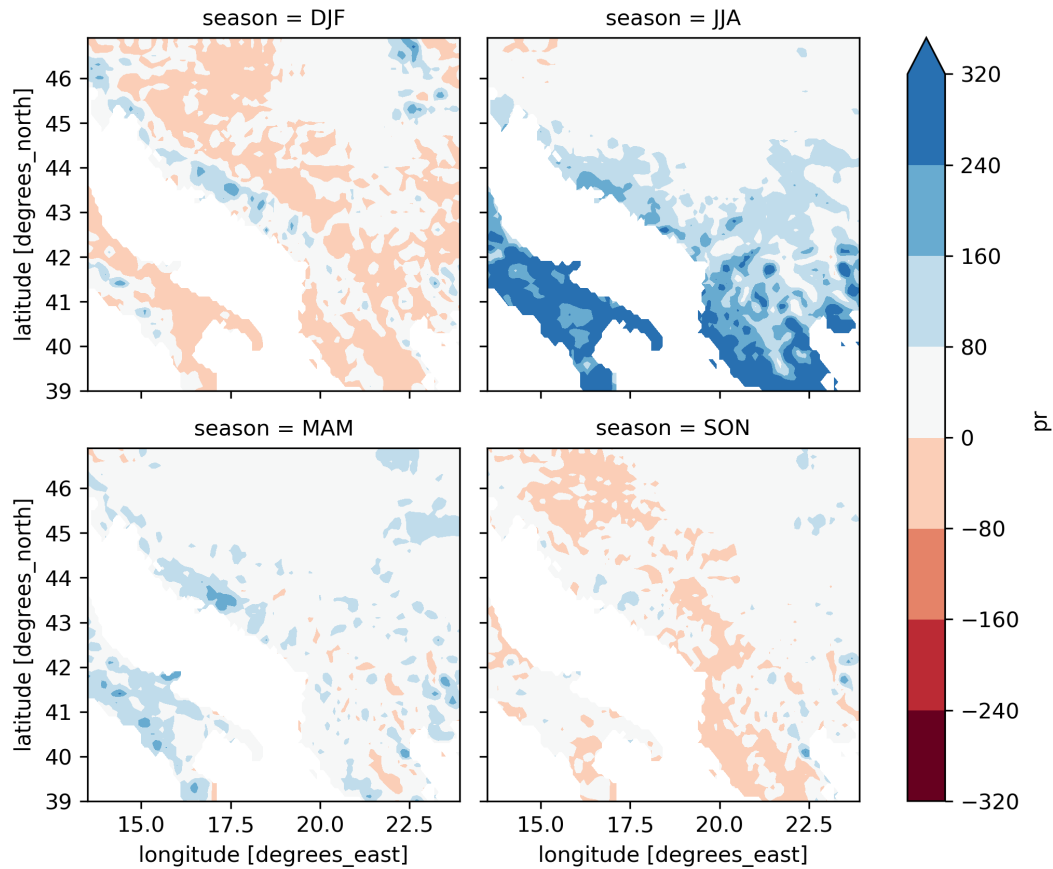 season = DJF
season = JJA
46
45
44
43
42
41
40
39
latitude [degrees_north]
season = MAM
season = SON
46
45
44
43
42
41
40
39
latitude [degrees_north]
15.0 17.5 20.0 22.5
15.0 17.5 20.0 22.5
longitude [degrees_east]
longitude [degrees_east]
320
240
160
80
0
−80
−160
−240
−320
pr